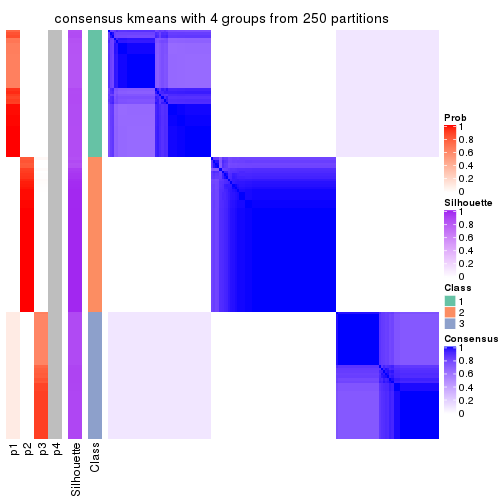 consensus kmeans with 4 groups from 250 partitions
Prob
1
0.8
0.6
0.4
0.2
0
Silhouette
1
0.8
0.6
0.4
0.2
0
Class
1
2
3
Consensus
1
0.8
0.6
0.4
0.2
0
p1
p2
p3
p4
Silhouette
Class